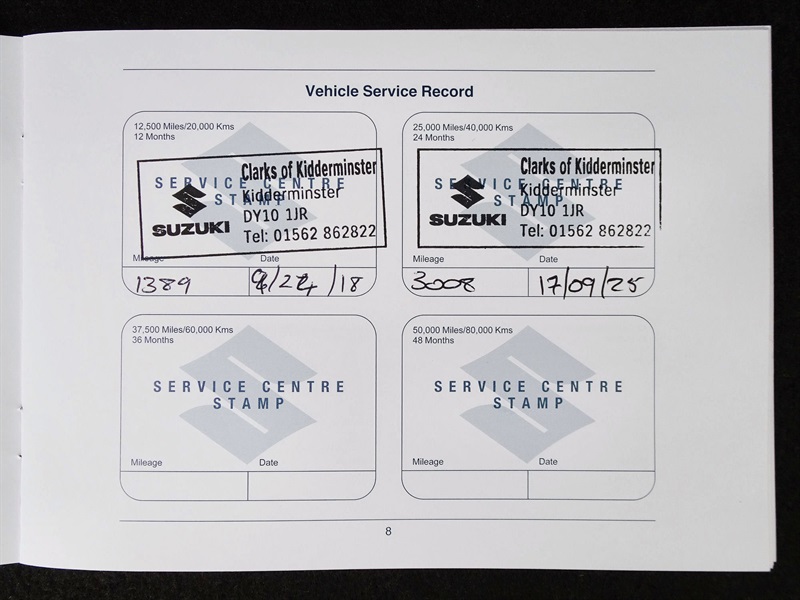 Vehicle Service Record
12,500 Miles/20,000 Kms
12 Months
SERVICE CENTRE
STAMP
Clarks of Kidderminster
Kidderminster
DY10 1JR
Tel: 01562 862822
SUZUKI
Mileage
Date
1389
25,000 Miles/40,000 Kms
24 Months
SERVICE CENTRE
STAMP
Clarks of Kidderminster
Kidderminster
DY10 1JR
Tel: 01562 862822
SUZUKI
Mileage
Date
3008
17/09/25
37,500 Miles/60,000 Kms
36 Months
SERVICE CENTRE
STAMP
Mileage
Date
50,000 Miles/80,000 Kms
48 Months
SERVICE CENTRE
STAMP
Mileage
Date
8